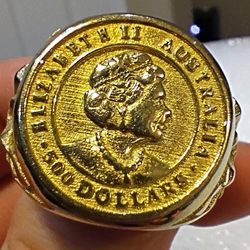 ELIZABETH II AUSTRALIA
500 DOLLARS